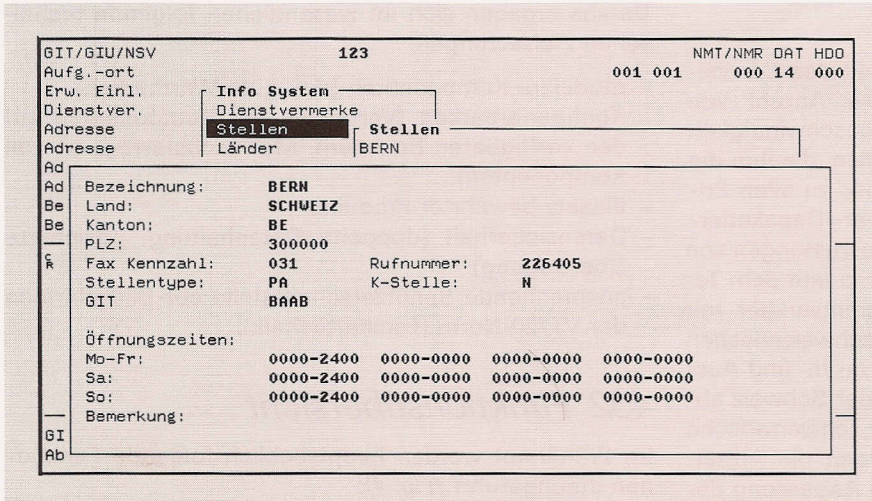 GIT/GIU/NSV 123 NMT/NMR DAT HDO
Aufg.-ort 001 001 000 14 000
Erw. Einl. Info System
Dienstver. Dienstvermerke
Adresse Stellen Stellen
Adresse Länder BERN
Ad
Ad Bezeichnung: BERN
Be Land: SCHWEIZ
Be Kanton: BE
PLZ: 300000
CR Fax Kennzahl: 031 Rufnummer: 226405
Stellentype: PA K-Stelle: N
GIT BAAB
Öffnungszeiten:
Mo-Fr: 0000-2400 0000-0000 0000-0000 0000-0000
Sa: 0000-2400 0000-0000 0000-0000 0000-0000
So: 0000-2400 0000-0000 0000-0000 0000-0000
Bemerkung:
GI
Ab